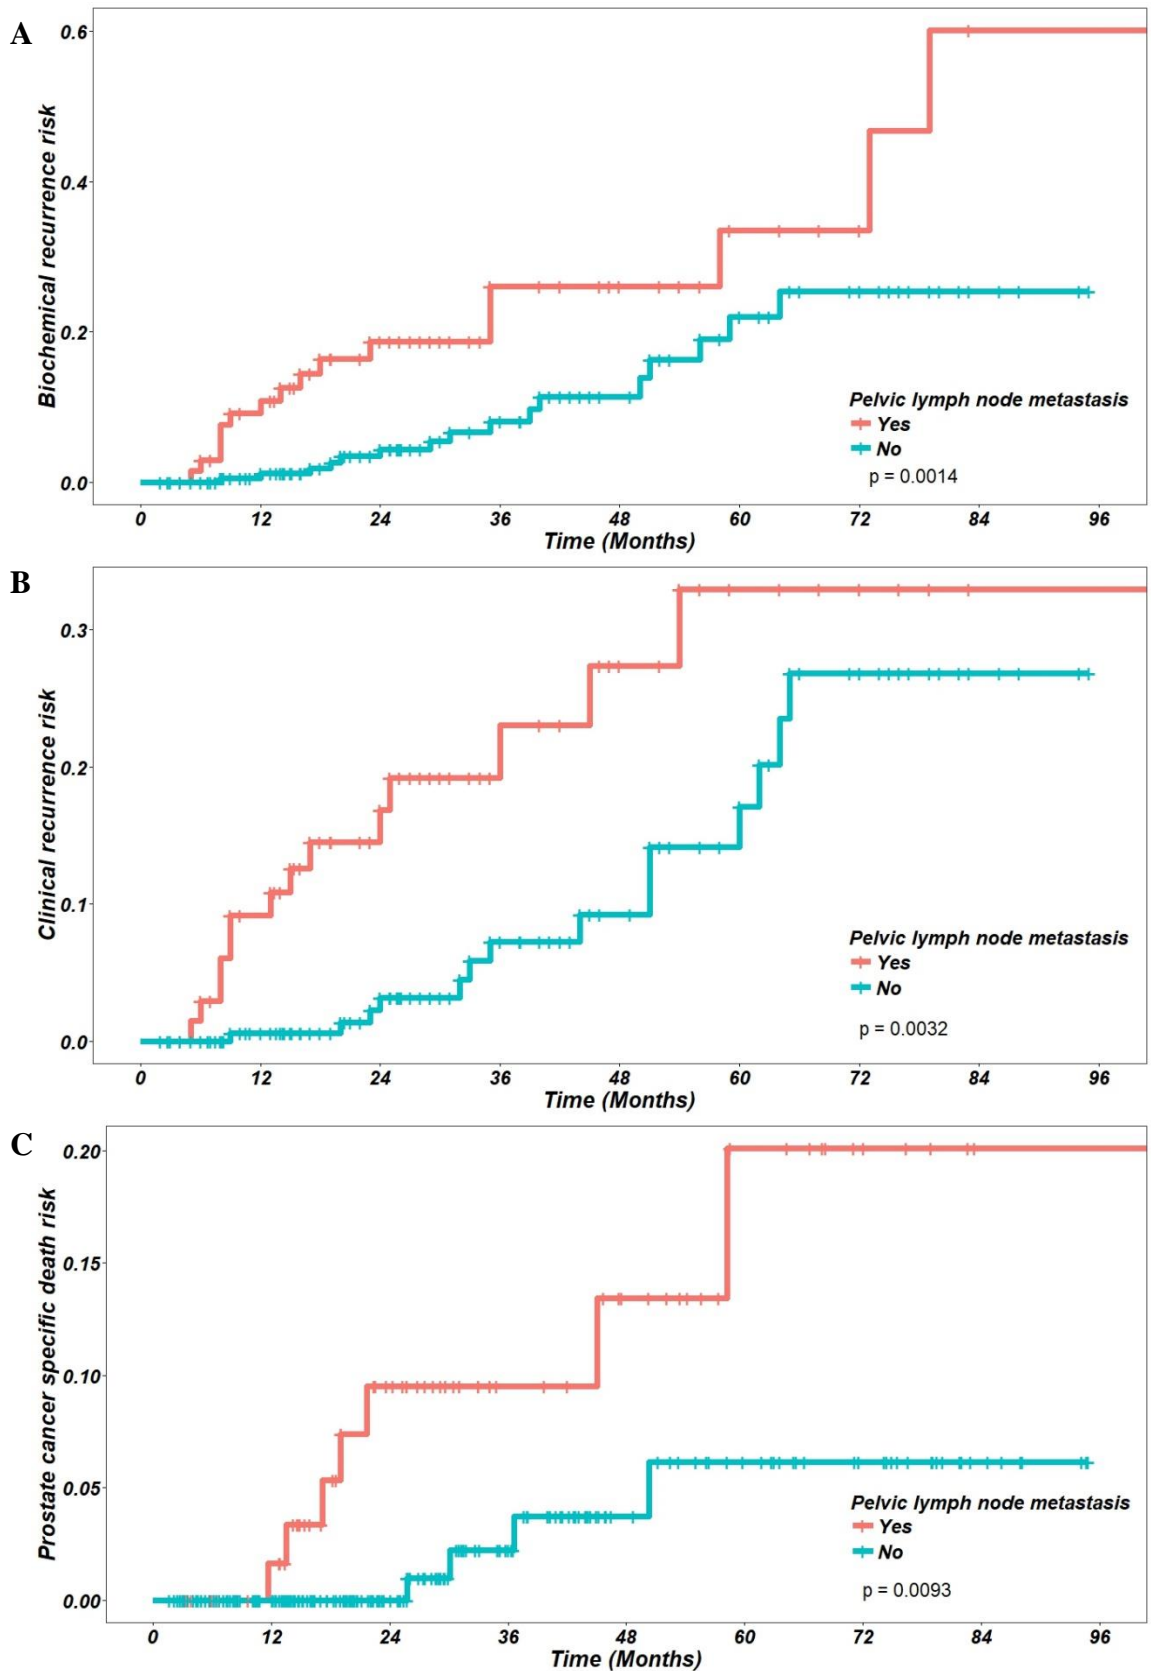 A
Biochemical recurrence risk
0.6
0.4
0.2
0.0
Pelvic lymph node metastasis
Yes
No
p = 0.0014
0 12 24 36 48 60 72 84 96
Time (Months)
B
Clinical recurrence risk
0.3
0.2
0.1
0.0
Pelvic lymph node metastasis
Yes
No
p = 0.0032
0 12 24 36 48 60 72 84 96
Time (Months)
C
Prostate cancer specific death risk
0.20
0.15
0.10
0.05
0.00
Pelvic lymph node metastasis
Yes
No
p = 0.0093
0 12 24 36 48 60 72 84 96
Time (Months)